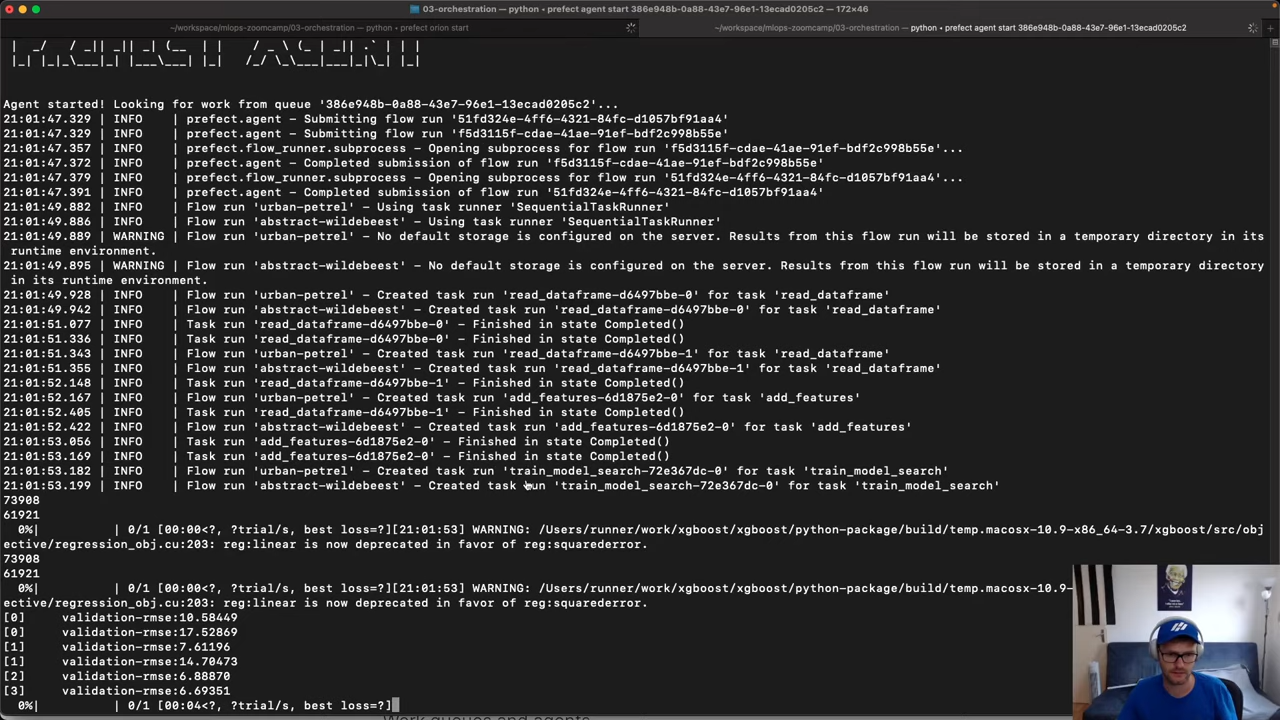 03-orchestration — python • prefect agent start 386e948b-0a88-43e7-96e1-13ecad0205c2 — 172×46
~/workspace/mlops-zoomcamp/03-orchestration — python • prefect orion start
~/workspace/mlops-zoomcamp/03-orchestration — python • prefect agent start 386e948b-0a88-43e7-96e1-13ecad0205c2
Agent started! Looking for work from queue '386e948b-0a88-43e7-96e1-13ecad0205c2'...
21:01:47.329 | INFO    | prefect.agent - Submitting flow run '51fd324e-4ff6-4321-84fc-d1057bf91aa4'
21:01:47.329 | INFO    | prefect.agent - Submitting flow run 'f5d3115f-cdae-41ae-91ef-bdf2c998b55e'
21:01:47.357 | INFO    | prefect.flow_runner.subprocess - Opening subprocess for flow run 'f5d3115f-cdae-41ae-91ef-bdf2c998b55e'...
21:01:47.372 | INFO    | prefect.agent - Completed submission of flow run 'f5d3115f-cdae-41ae-91ef-bdf2c998b55e'
21:01:47.379 | INFO    | prefect.flow_runner.subprocess - Opening subprocess for flow run '51fd324e-4ff6-4321-84fc-d1057bf91aa4'...
21:01:47.391 | INFO    | prefect.agent - Completed submission of flow run '51fd324e-4ff6-4321-84fc-d1057bf91aa4'
21:01:49.882 | INFO    | Flow run 'urban-petrel' - Using task runner 'SequentialTaskRunner'
21:01:49.886 | INFO    | Flow run 'abstract-wildebeest' - Using task runner 'SequentialTaskRunner'
21:01:49.889 | WARNING | Flow run 'urban-petrel' - No default storage is configured on the server. Results from this flow run will be stored in a temporary directory in its
runtime environment.
21:01:49.895 | WARNING | Flow run 'abstract-wildebeest' - No default storage is configured on the server. Results from this flow run will be stored in a temporary directory
in its runtime environment.
21:01:49.928 | INFO    | Flow run 'urban-petrel' - Created task run 'read_dataframe-d6497bbe-0' for task 'read_dataframe'
21:01:49.942 | INFO    | Flow run 'abstract-wildebeest' - Created task run 'read_dataframe-d6497bbe-0' for task 'read_dataframe'
21:01:51.077 | INFO    | Task run 'read_dataframe-d6497bbe-0' - Finished in state Completed()
21:01:51.336 | INFO    | Task run 'read_dataframe-d6497bbe-0' - Finished in state Completed()
21:01:51.343 | INFO    | Flow run 'urban-petrel' - Created task run 'read_dataframe-d6497bbe-1' for task 'read_dataframe'
21:01:51.355 | INFO    | Flow run 'abstract-wildebeest' - Created task run 'read_dataframe-d6497bbe-1' for task 'read_dataframe'
21:01:52.148 | INFO    | Task run 'read_dataframe-d6497bbe-1' - Finished in state Completed()
21:01:52.167 | INFO    | Flow run 'urban-petrel' - Created task run 'add_features-6d1875e2-0' for task 'add_features'
21:01:52.405 | INFO    | Task run 'read_dataframe-d6497bbe-1' - Finished in state Completed()
21:01:52.422 | INFO    | Flow run 'abstract-wildebeest' - Created task run 'add_features-6d1875e2-0' for task 'add_features'
21:01:53.056 | INFO    | Task run 'add_features-6d1875e2-0' - Finished in state Completed()
21:01:53.169 | INFO    | Task run 'add_features-6d1875e2-0' - Finished in state Completed()
21:01:53.182 | INFO    | Flow run 'urban-petrel' - Created task run 'train_model_search-72e367dc-0' for task 'train_model_search'
21:01:53.199 | INFO    | Flow run 'abstract-wildebeest' - Created task run 'train_model_search-72e367dc-0' for task 'train_model_search'
73908
61921
0%|          | 0/1 [00:00<?, ?trial/s, best loss=?][21:01:53] WARNING: /Users/runner/work/xgboost/xgboost/python-package/build/temp.macosx-10.9-x86_64-3.7/xgboost/src/obj
ective/regression_obj.cu:203: reg:linear is now deprecated in favor of reg:squarederror.
73908
61921
0%|          | 0/1 [00:00<?, ?trial/s, best loss=?][21:01:53] WARNING: /Users/runner/work/xgboost/xgboost/python-package/build/temp.macosx-10.9-
ective/regression_obj.cu:203: reg:linear is now deprecated in favor of reg:squarederror.
[0]     validation-rmse:10.58449
[0]     validation-rmse:17.52869
[1]     validation-rmse:7.61196
[1]     validation-rmse:14.70473
[2]     validation-rmse:6.88870
[3]     validation-rmse:6.69351
0%|          | 0/1 [00:04<?, ?trial/s, best loss=?]
Work queues and agents